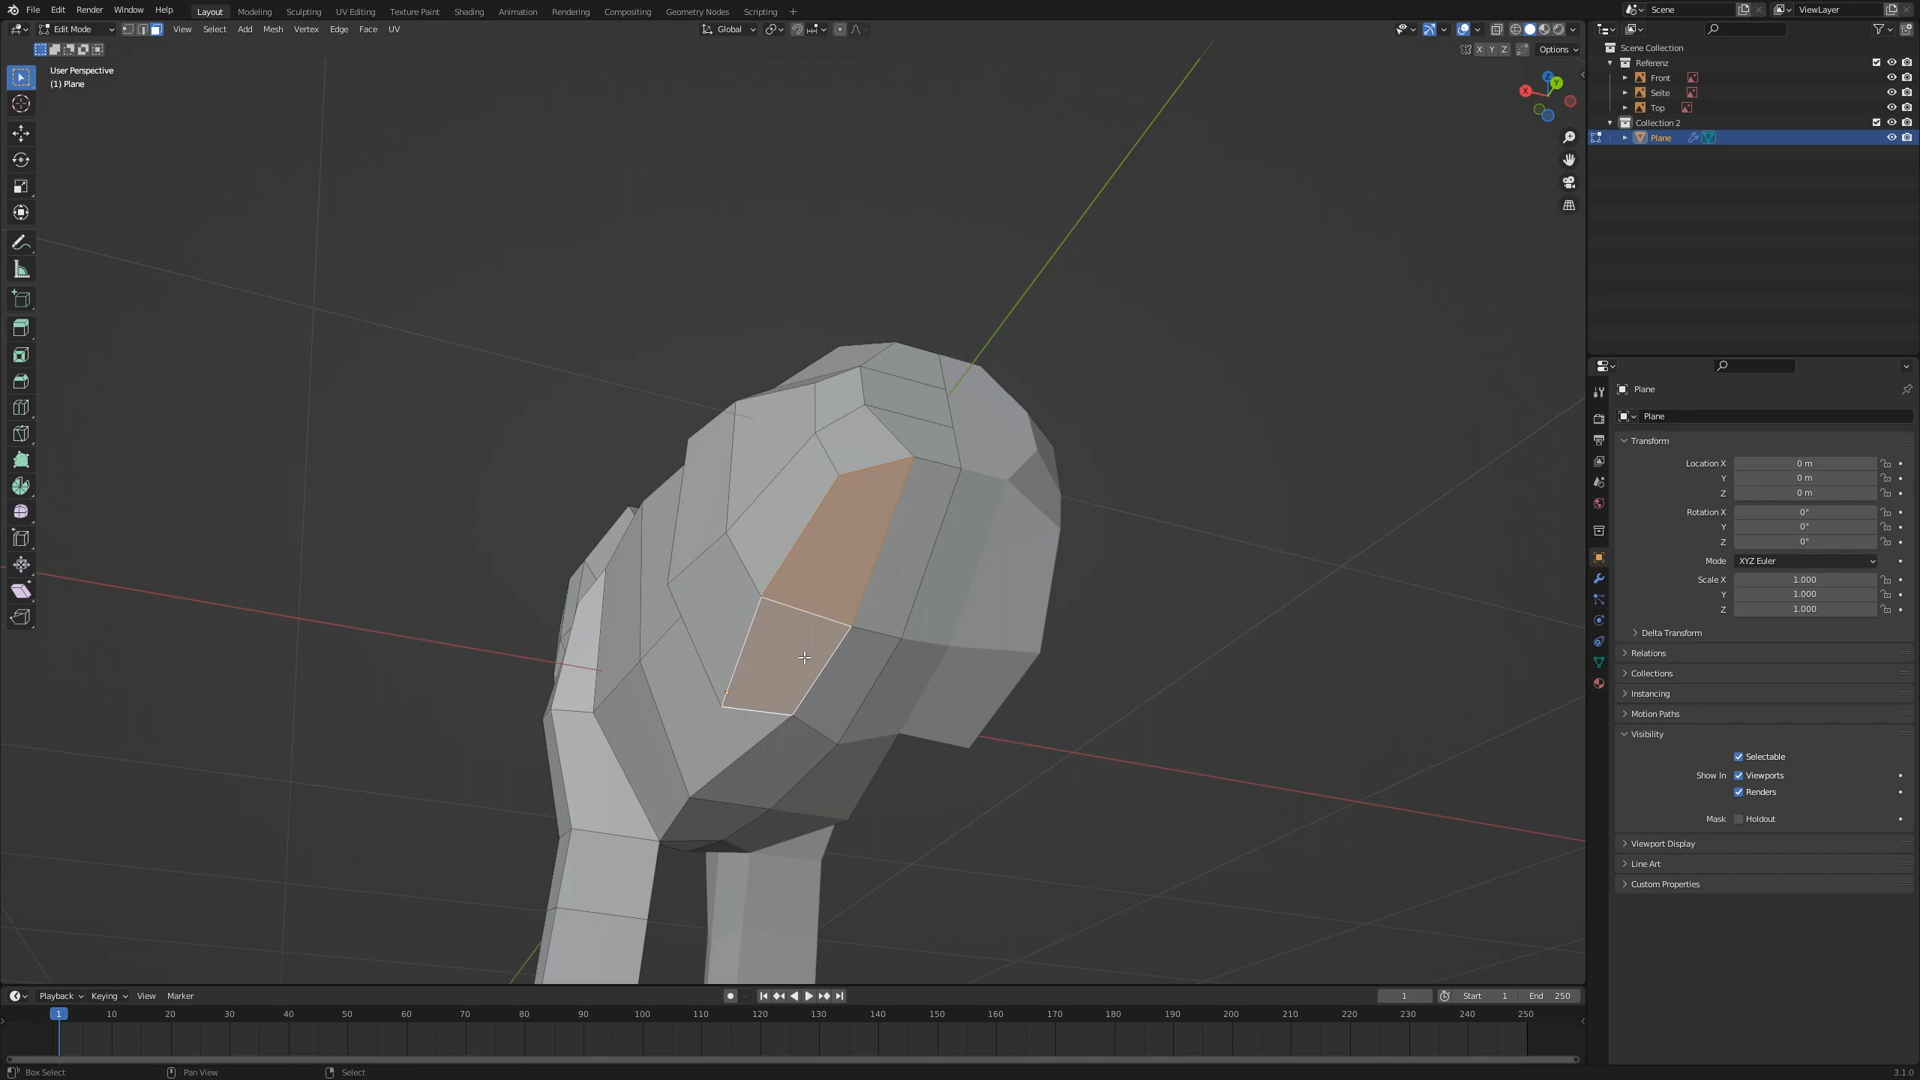 File Edit Render Window Help Layout Modeling Sculpting UV Editing Texture Paint Shading Animation Rendering Compositing Geometry Nodes Scripting + Scene ViewLayer
Edit Mode View Select Add Mesh Vertex Edge Face UV Global
X Y Z Options
User Perspective
(1) Plane
Scene Collection
Referenz
Front
Seite
Top
Collection 2
Plane
X Y Z
Plane
Plane
Transform
Location X 0 m
Y 0 m
Z 0 m
Rotation X 0°
Y 0°
Z 0°
Mode XYZ Euler
Scale X 1.000
Y 1.000
Z 1.000
Delta Transform
Relations
Collections
Instancing
Motion Paths
Visibility
Selectable
Show In Viewports
Renders
Mask Holdout
Viewport Display
Line Art
Custom Properties
Playback Keying View Marker 1 Start 1 End 250
1 10 20 30 40 50 60 70 80 90 100 110 120 130 140 150 160 170 180 190 200 210 220 230 240 250
Box Select Pan View Select 3.1.0